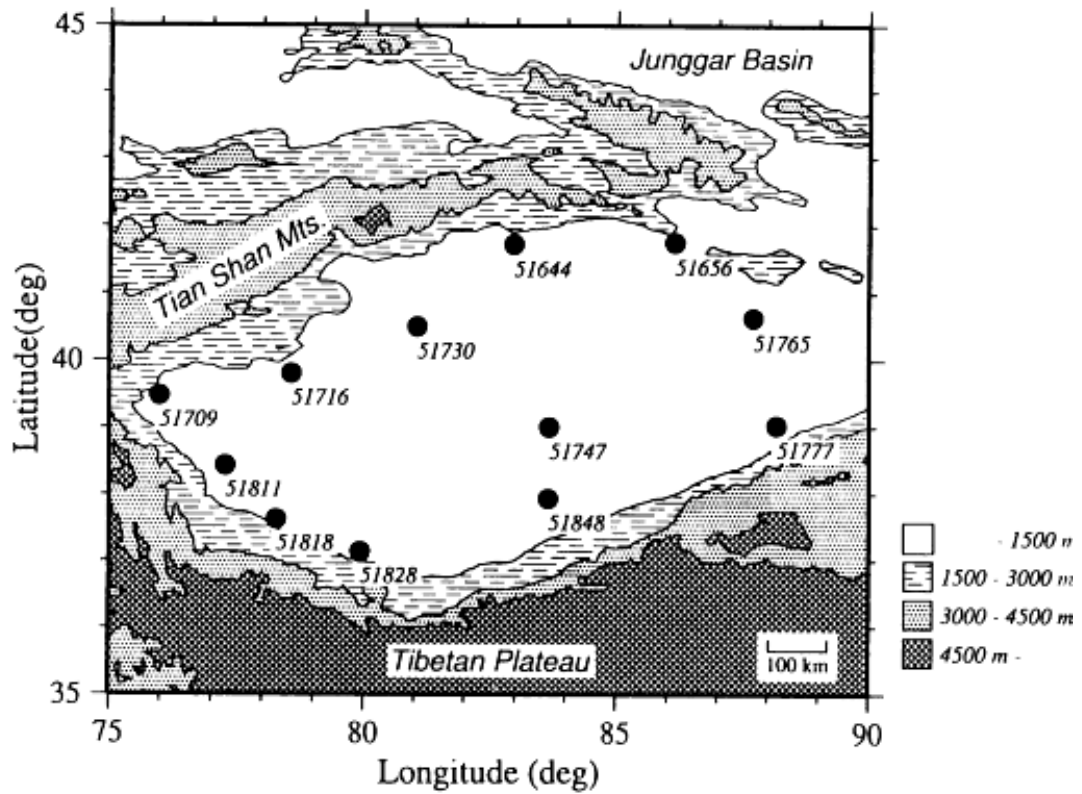 45
Junggar Basin
Tian Shan Mts.
51644
51656
40
51730
51765
51716
51709
51747
51777
51811
51848
51818
51828
- 1500 m
1500 - 3000 m
3000 - 4500 m
4500 m -
Tibetan Plateau
100 km
35
75
80
85
90
Latitude(deg)
Longitude (deg)